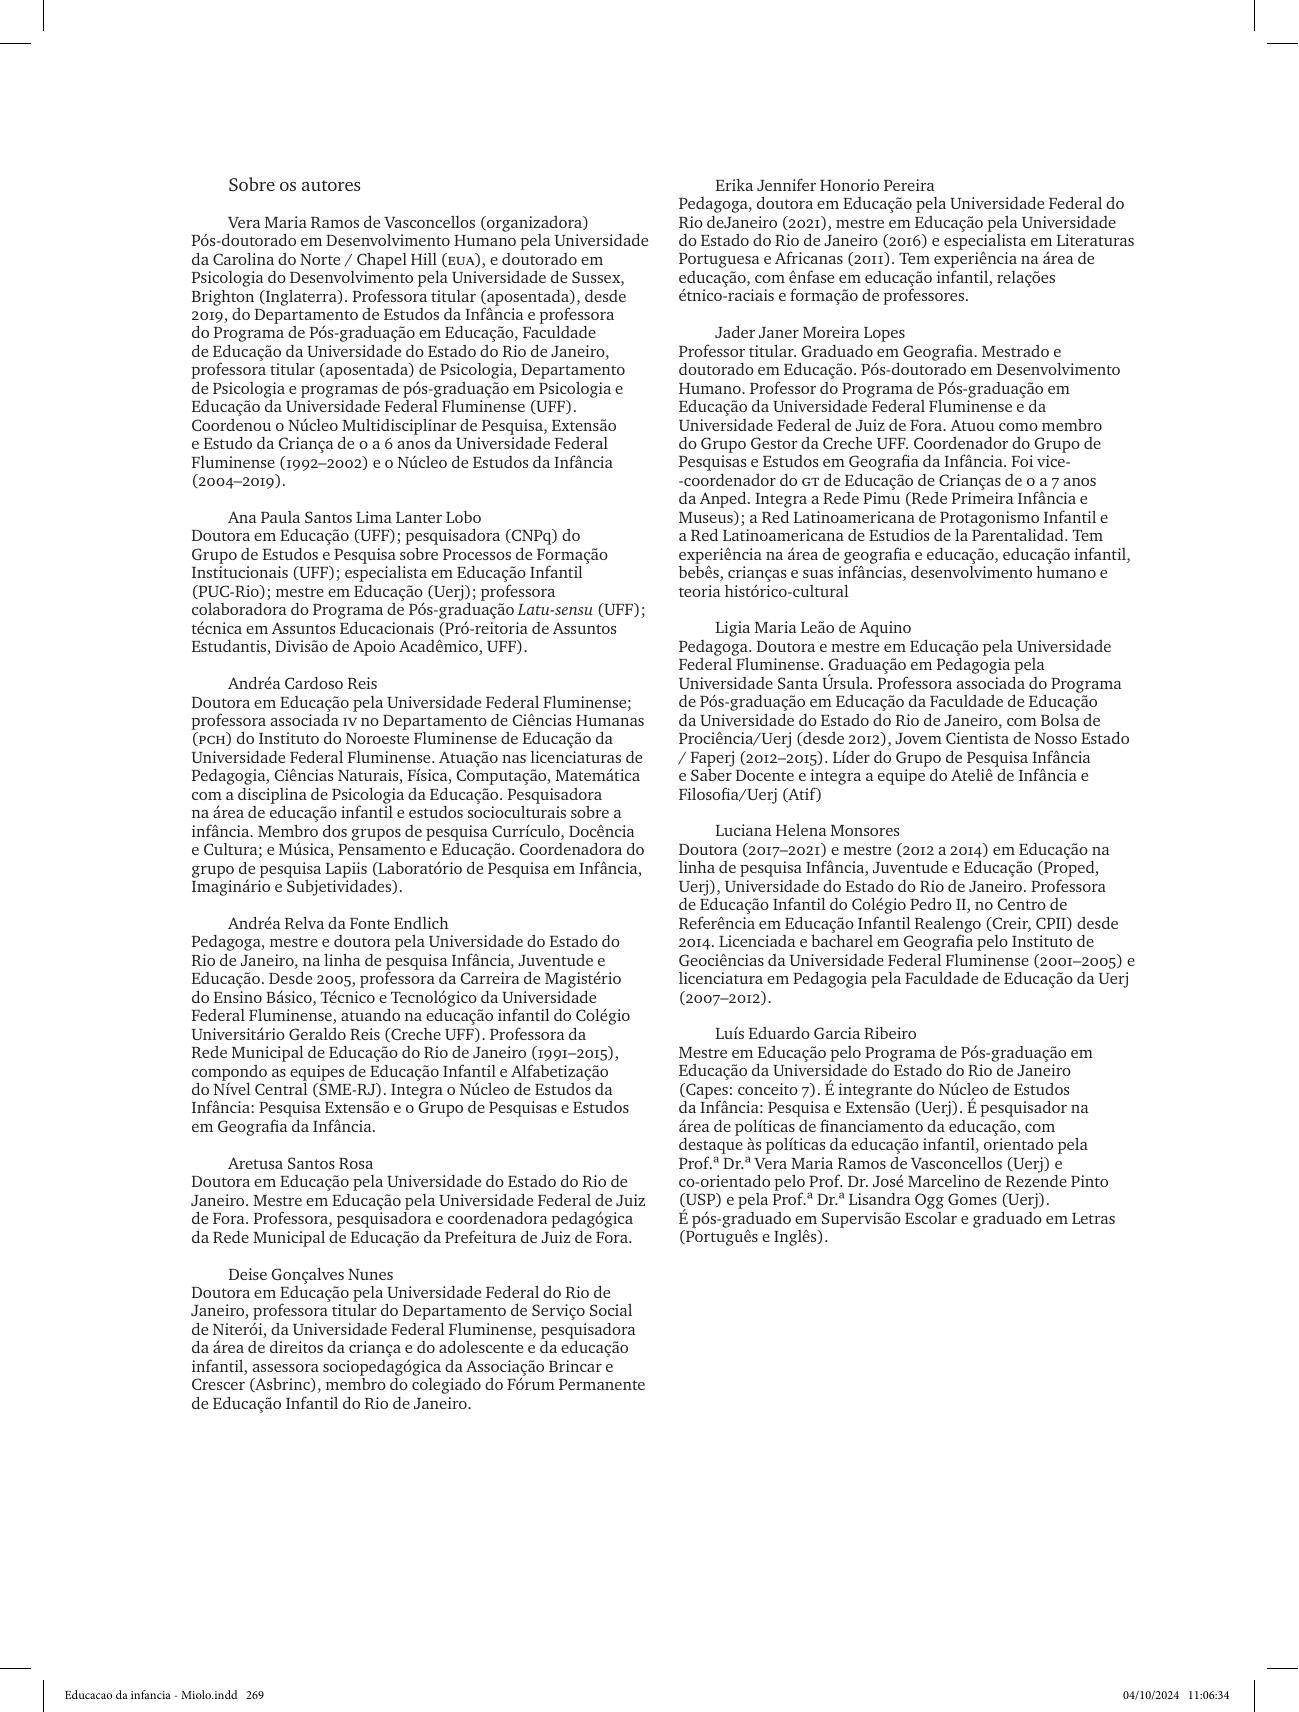 Sobre os autores
Vera Maria Ramos de Vasconcellos (organizadora)
Pós-doutorado em Desenvolvimento Humano pela Universidade
da Carolina do Norte / Chapel Hill (EUA), e doutorado em
Psicologia do Desenvolvimento pela Universidade de Sussex,
Brighton (Inglaterra). Professora titular (aposentada), desde
2019, do Departamento de Estudos da Infância e professora
do Programa de Pós-graduação em Educação, Faculdade
de Educação da Universidade do Estado do Rio de Janeiro,
professora titular (aposentada) de Psicologia, Departamento
de Psicologia e programas de pós-graduação em Psicologia e
Educação da Universidade Federal Fluminense (UFF).
Coordenou o Núcleo Multidisciplinar de Pesquisa, Extensão
e Estudo da Criança de 0 a 6 anos da Universidade Federal
Fluminense (1992–2002) e o Núcleo de Estudos da Infância
(2004–2019).
Ana Paula Santos Lima Lanter Lobo
Doutora em Educação (UFF); pesquisadora (CNPq) do
Grupo de Estudos e Pesquisa sobre Processos de Formação
Institucionais (UFF); especialista em Educação Infantil
(PUC-Rio); mestre em Educação (Uerj); professora
colaboradora do Programa de Pós-graduação Latu-sensu (UFF);
técnica em Assuntos Educacionais (Pró-reitoria de Assuntos
Estudantis, Divisão de Apoio Acadêmico, UFF).
Andréa Cardoso Reis
Doutora em Educação pela Universidade Federal Fluminense;
professora associada IV no Departamento de Ciências Humanas
(PCH) do Instituto do Noroeste Fluminense de Educação da
Universidade Federal Fluminense. Atuação nas licenciaturas de
Pedagogia, Ciências Naturais, Física, Computação, Matemática
com a disciplina de Psicologia da Educação. Pesquisadora
na área de educação infantil e estudos socioculturais sobre a
infância. Membro dos grupos de pesquisa Currículo, Docência
e Cultura; e Música, Pensamento e Educação. Coordenadora do
grupo de pesquisa Lapiis (Laboratório de Pesquisa em Infância,
Imaginário e Subjetividades).
Andréa Relva da Fonte Endlich
Pedagoga, mestre e doutora pela Universidade do Estado do
Rio de Janeiro, na linha de pesquisa Infância, Juventude e
Educação. Desde 2005, professora da Carreira de Magistério
do Ensino Básico, Técnico e Tecnológico da Universidade
Federal Fluminense, atuando na educação infantil do Colégio
Universitário Geraldo Reis (Creche UFF). Professora da
Rede Municipal de Educação do Rio de Janeiro (1991–2015),
compondo as equipes de Educação Infantil e Alfabetização
do Nível Central (SME-RJ). Integra o Núcleo de Estudos da
Infância: Pesquisa Extensão e o Grupo de Pesquisas e Estudos
em Geografia da Infância.
Aretusa Santos Rosa
Doutora em Educação pela Universidade do Estado do Rio de
Janeiro. Mestre em Educação pela Universidade Federal de Juiz
de Fora. Professora, pesquisadora e coordenadora pedagógica
da Rede Municipal de Educação da Prefeitura de Juiz de Fora.
Deise Gonçalves Nunes
Doutora em Educação pela Universidade Federal do Rio de
Janeiro, professora titular do Departamento de Serviço Social
de Niterói, da Universidade Federal Fluminense, pesquisadora
da área de direitos da criança e do adolescente e da educação
infantil, assessora sociopedagógica da Associação Brincar e
Crescer (Asbrinc), membro do colegiado do Fórum Permanente
de Educação Infantil do Rio de Janeiro.
Erika Jennifer Honorio Pereira
Pedagoga, doutora em Educação pela Universidade Federal do
Rio deJaneiro (2021), mestre em Educação pela Universidade
do Estado do Rio de Janeiro (2016) e especialista em Literaturas
Portuguesa e Africanas (2011). Tem experiência na área de
educação, com ênfase em educação infantil, relações
étnico-raciais e formação de professores.
Jader Janer Moreira Lopes
Professor titular. Graduado em Geografia. Mestrado e
doutorado em Educação. Pós-doutorado em Desenvolvimento
Humano. Professor do Programa de Pós-graduação em
Educação da Universidade Federal Fluminense e da
Universidade Federal de Juiz de Fora. Atuou como membro
do Grupo Gestor da Creche UFF. Coordenador do Grupo de
Pesquisas e Estudos em Geografia da Infância. Foi vice-
-coordenador do GT de Educação de Crianças de 0 a 7 anos
da Anped. Integra a Rede Pimu (Rede Primeira Infância e
Museus); a Red Latinoamericana de Protagonismo Infantil e
a Red Latinoamericana de Estudios de la Parentalidad. Tem
experiência na área de geografia e educação, educação infantil,
bebês, crianças e suas infâncias, desenvolvimento humano e
teoria histórico-cultural
Ligia Maria Leão de Aquino
Pedagoga. Doutora e mestre em Educação pela Universidade
Federal Fluminense. Graduação em Pedagogia pela
Universidade Santa Úrsula. Professora associada do Programa
de Pós-graduação em Educação da Faculdade de Educação
da Universidade do Estado do Rio de Janeiro, com Bolsa de
Prociência/Uerj (desde 2012), Jovem Cientista de Nosso Estado
/ Faperj (2012–2015). Líder do Grupo de Pesquisa Infância
e Saber Docente e integra a equipe do Ateliê de Infância e
Filosofia/Uerj (Atif)
Luciana Helena Monsores
Doutora (2017–2021) e mestre (2012 a 2014) em Educação na
linha de pesquisa Infância, Juventude e Educação (Proped,
Uerj), Universidade do Estado do Rio de Janeiro. Professora
de Educação Infantil do Colégio Pedro II, no Centro de
Referência em Educação Infantil Realengo (Creir, CPII) desde
2014. Licenciada e bacharel em Geografia pelo Instituto de
Geociências da Universidade Federal Fluminense (2001–2005) e
licenciatura em Pedagogia pela Faculdade de Educação da Uerj
(2007–2012).
Luís Eduardo Garcia Ribeiro
Mestre em Educação pelo Programa de Pós-graduação em
Educação da Universidade do Estado do Rio de Janeiro
(Capes: conceito 7). É integrante do Núcleo de Estudos
da Infância: Pesquisa e Extensão (Uerj). É pesquisador na
área de políticas de financiamento da educação, com
destaque às políticas da educação infantil, orientado pela
Prof.ª Dr.ª Vera Maria Ramos de Vasconcellos (Uerj) e
co-orientado pelo Prof. Dr. José Marcelino de Rezende Pinto
(USP) e pela Prof.ª Dr.ª Lisandra Ogg Gomes (Uerj).
É pós-graduado em Supervisão Escolar e graduado em Letras
(Português e Inglês).
Educacao da infancia - Miolo.indd 269
04/10/2024 11:06:34